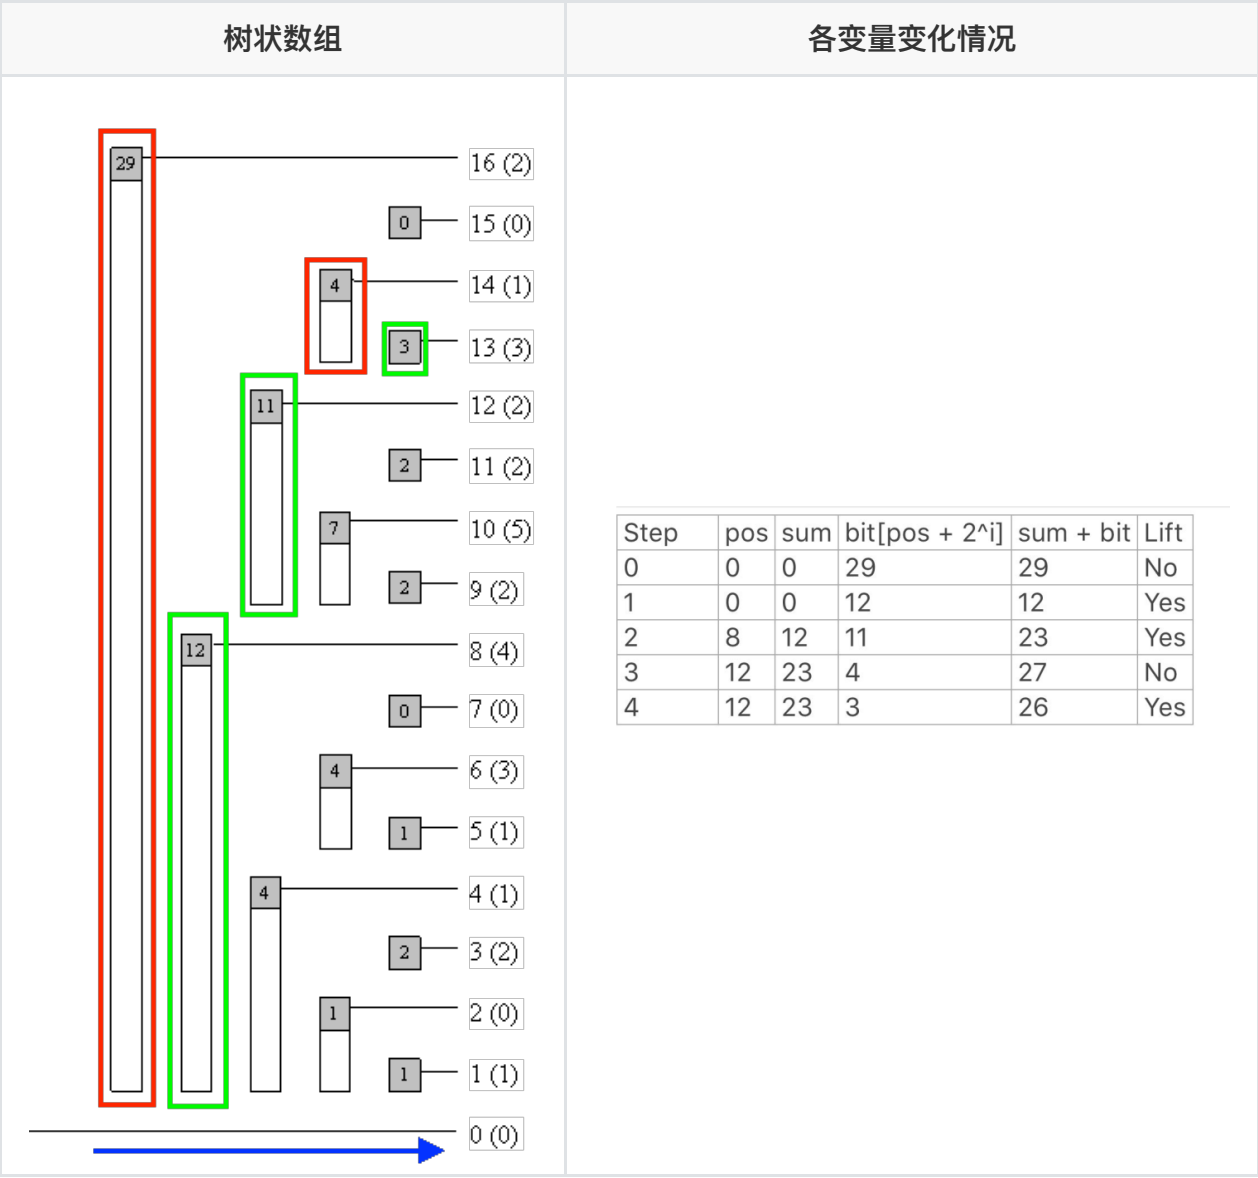 树状数组
各变量变化情况
29 16 (2)
0 15 (0)
4 14 (1)
3 13 (3)
11 12 (2)
2 11 (2)
7 10 (5)
2 9 (2)
12 8 (4)
0 7 (0)
4 6 (3)
1 5 (1)
4 4 (1)
2 3 (2)
1 2 (0)
1 1 (1)
0 (0)
Step pos sum bit[pos + 2^i] sum + bit Lift
0 0 0 29 29 No
1 0 0 12 12 Yes
2 8 12 11 23 Yes
3 12 23 4 27 No
4 12 23 3 26 Yes